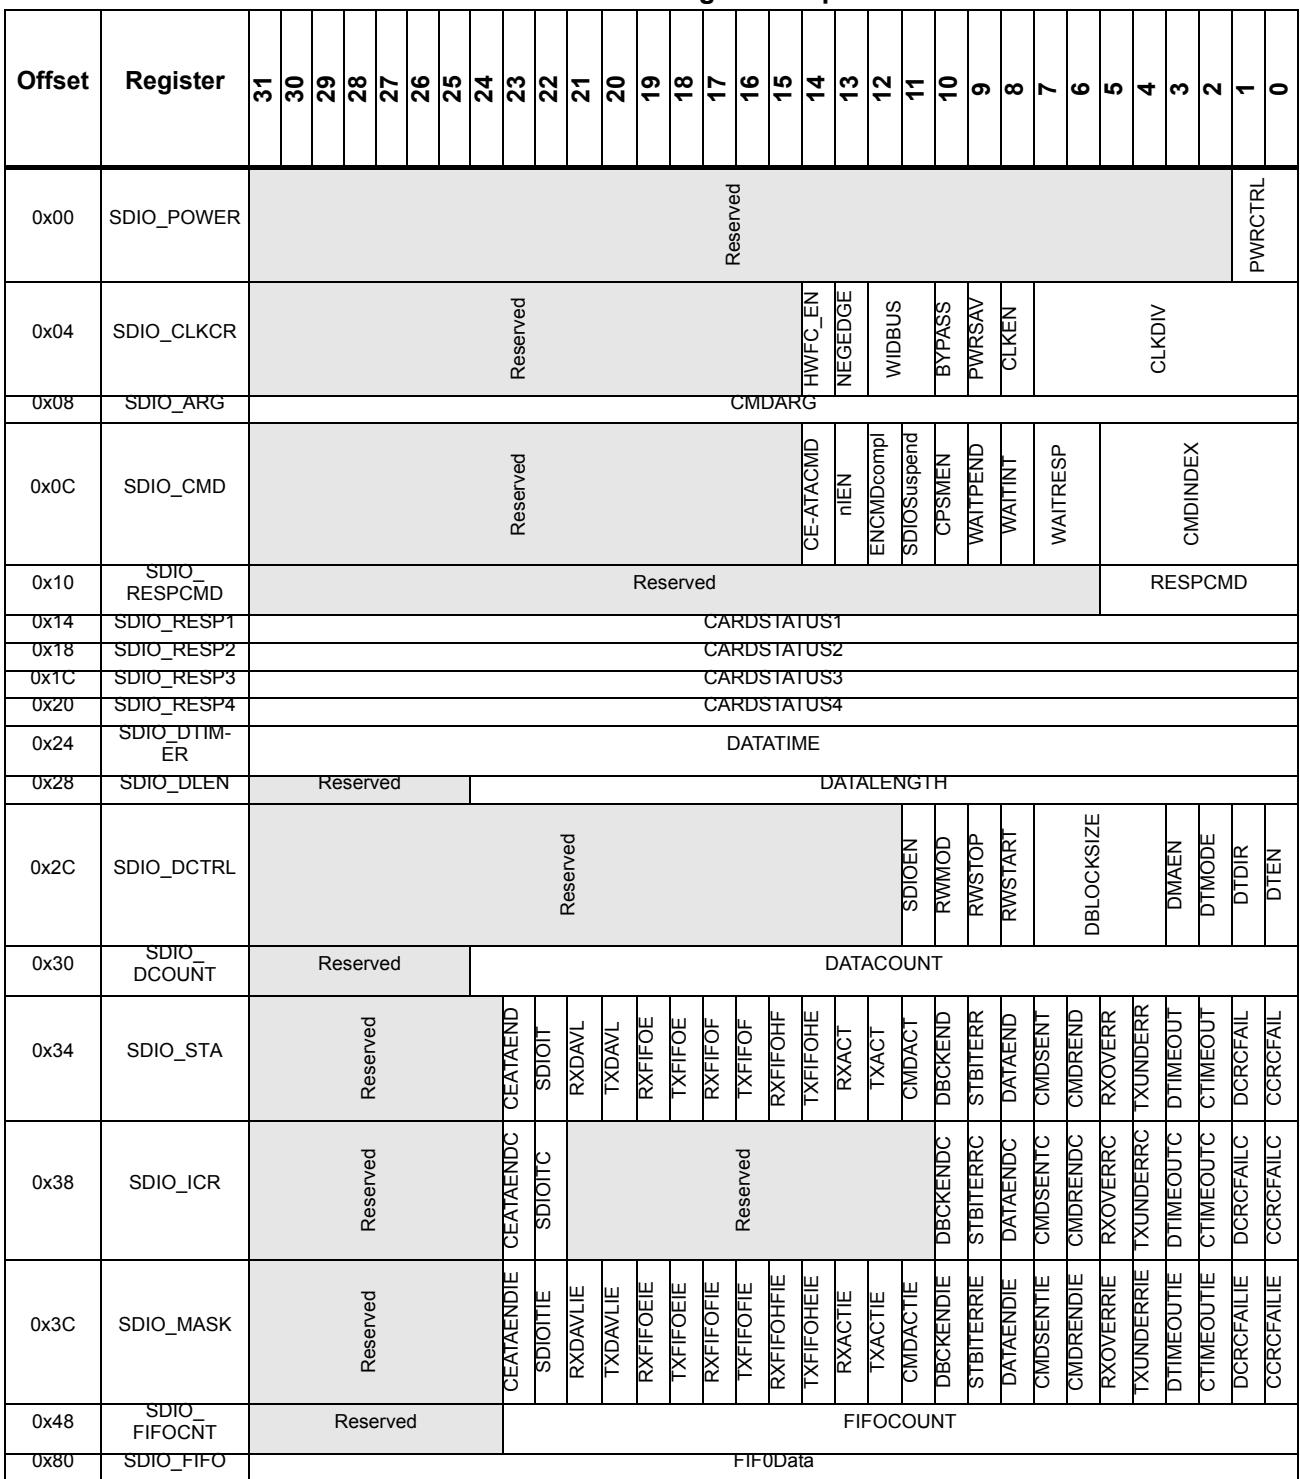 Offset Register 31 30 29 28 27 26 25 24 23 22 21 20 19 18 17 16 15 14 13 12 11 10 9 8 7 6 5 4 3 2 1 0
0x00 SDIO_POWER Reserved PWRCTRL
0x04 SDIO_CLKCR Reserved HWFC_EN NEGEDGE WIDBUS BYPASS PWRSAV CLKEN CLKDIV
0x08 SDIO_ARG CMDARG
0x0C SDIO_CMD Reserved CE-ATACMD nIEN ENCMDcompl SDIOSuspend CPSMEN WAITPEND WAITINT WAITRESP CMDINDEX
0x10 SDIO_
RESPCMD Reserved RESPCMD
0x14 SDIO_RESP1 CARDSTATUS1
0x18 SDIO_RESP2 CARDSTATUS2
0x1C SDIO_RESP3 CARDSTATUS3
0x20 SDIO_RESP4 CARDSTATUS4
0x24 SDIO_DTIM-
ER DATATIME
0x28 SDIO_DLEN Reserved DATALENGTH
0x2C SDIO_DCTRL Reserved SDIOEN RWMOD RWSTOP RWSTART DBLOCKSIZE DMAEN DTMODE DTDIR DTEN
0x30 SDIO_
DCOUNT Reserved DATACOUNT
0x34 SDIO_STA Reserved CEATAEND SDIOIT RXDAVL TXDAVL RXFIFOE TXFIFOE RXFIFOF TXFIFOF RXFIFOHF TXFIFOHE RXACT TXACT CMDACT DBCKEND STBITERR DATAEND CMDSENT CMDREND RXOVERR TXUNDERR DTIMEOUT CTIMEOUT DCRCFAIL CCRCFAIL
0x38 SDIO_ICR Reserved CEATAENDC SDIOITC Reserved DBCKENDC STBITERRC DATAENDC CMDSENTC CMDRENDC RXOVERRC TXUNDERRC DTIMEOUTC CTIMEOUTC DCRCFAILC CCRCFAILC
0x3C SDIO_MASK Reserved CEATAENDIE SDIOITIE RXDAVLIE TXDAVLIE RXFIFOEIE TXFIFOEIE RXFIFOFIE TXFIFOFIE RXFIFOHFIE TXFIFOHEIE RXACTIE TXACTIE CMDACTIE DBCKENDIE STBITERRIE DATAENDIE CMDSENTIE CMDRENDIE RXOVERRIE TXUNDERRIE DTIMEOUTIE CTIMEOUTIE DCRCFAILIE CCRCFAILIE
0x48 SDIO_
FIFOCNT Reserved FIFOCOUNT
0x80 SDIO_FIFO FIF0Data